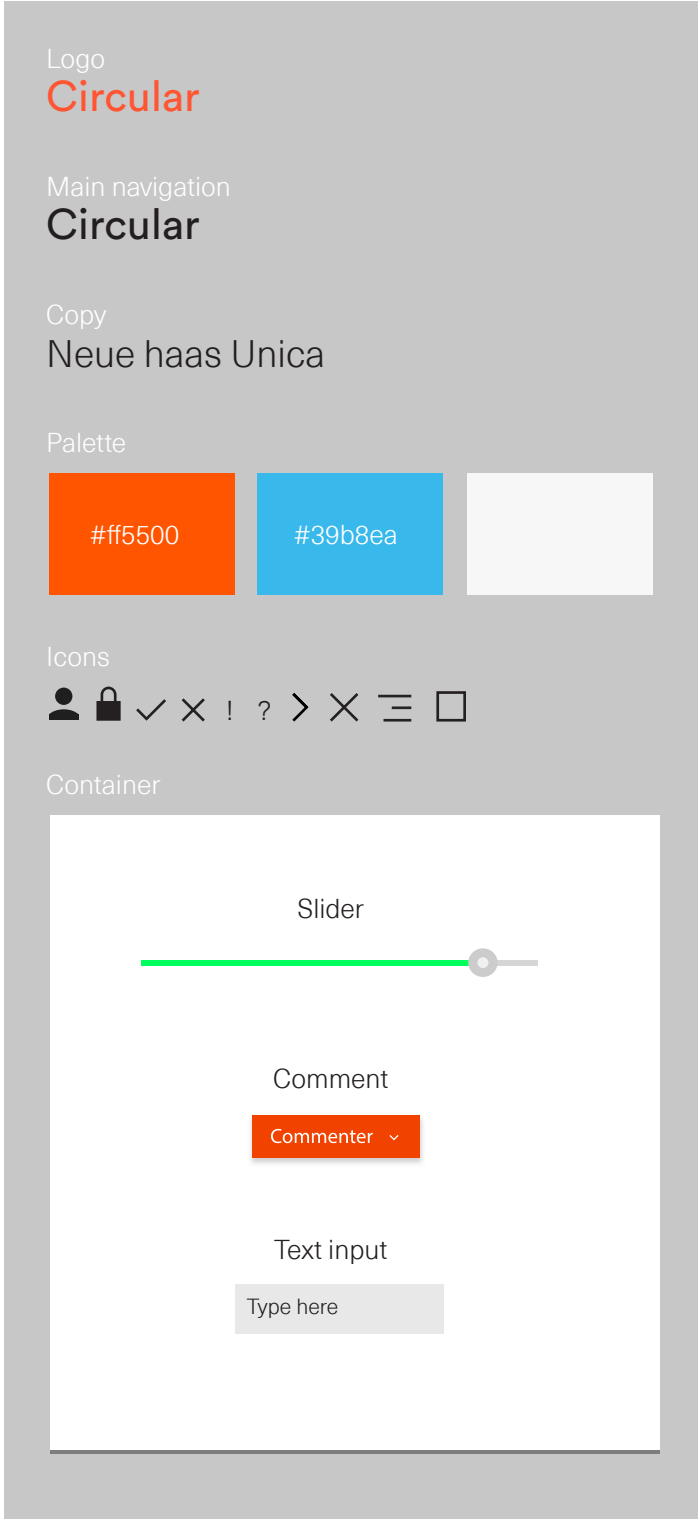 Logo
Circular
Main navigation
Circular
Copy
Neue haas Unica
Palette
#ff5500
#39b8ea
Icons
! ?
Container
Slider
Comment
Commenter
Text input
Type here